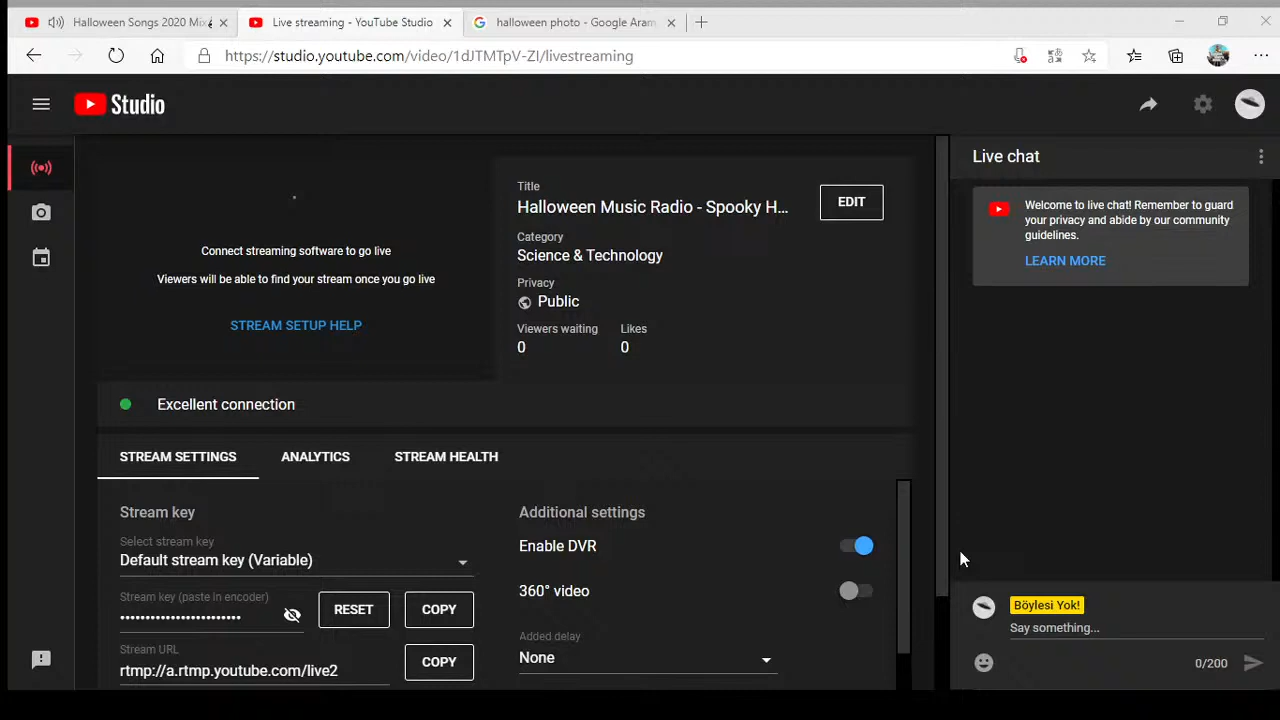 Halloween Songs 2020 Mix
Live streaming - YouTube Studio
halloween photo - Google Aram
https://studio.youtube.com/video/1dJTMTpV-ZI/livestreaming
Studio
Live chat
Welcome to live chat! Remember to guard
your privacy and abide by our community
guidelines.
LEARN MORE
Connect streaming software to go live
Viewers will be able to find your stream once you go live
STREAM SETUP HELP
Title
Halloween Music Radio - Spooky H...
EDIT
Category
Science & Technology
Privacy
Public
Viewers waiting
Likes
0
0
Excellent connection
STREAM SETTINGS
ANALYTICS
STREAM HEALTH
Stream key
Select stream key
Default stream key (Variable)
Stream key (paste in encoder)
••••••••••••••••••••••••
RESET
COPY
Stream URL
rtmp://a.rtmp.youtube.com/live2
COPY
Additional settings
Enable DVR
360° video
Added delay
None
Böylesi Yok!
Say something...
0/200